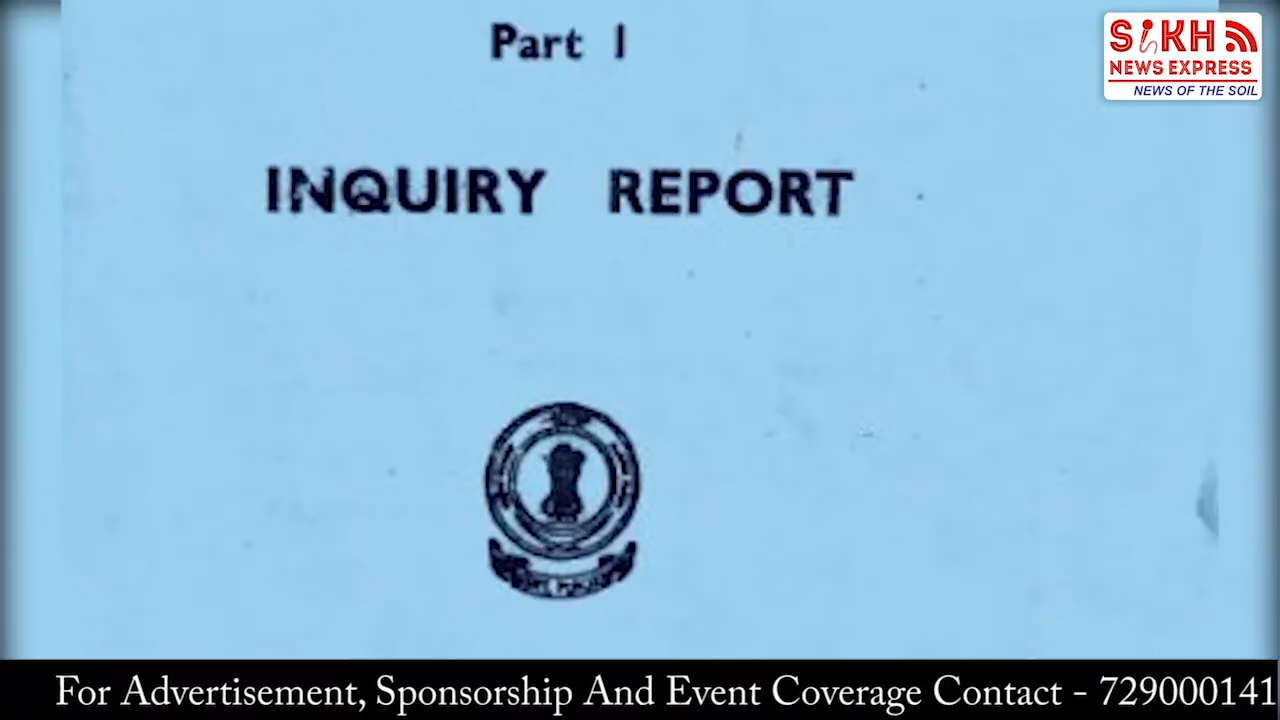 Part I
INQUIRY REPORT
SiKH
NEWS EXPRESS
NEWS OF THE SOIL
For Advertisement, Sponsorship And Event Coverage Contact - 729000141